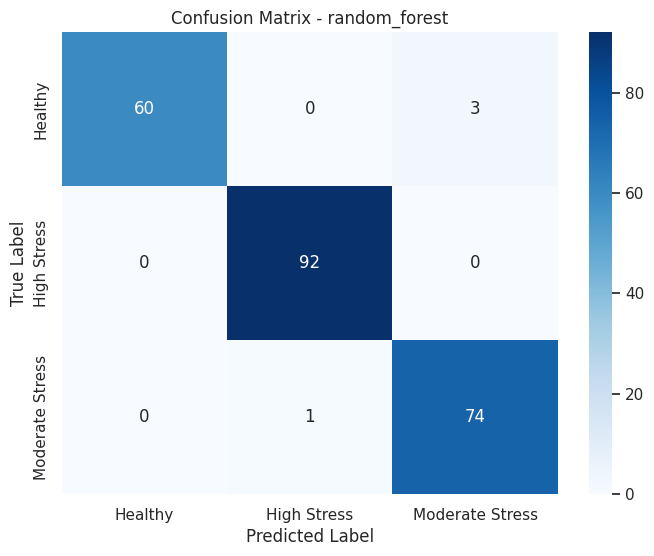 Confusion Matrix - random_forest
True Label
Healthy
High Stress
Moderate Stress
60 0 3
0 92 0
0 1 74
Healthy High Stress Moderate Stress
Predicted Label
80
60
40
20
0